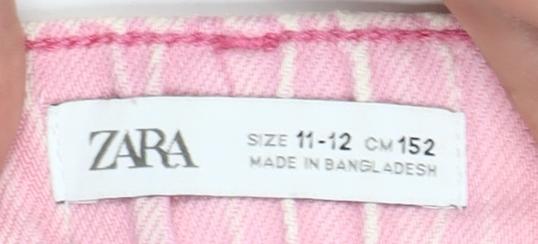 ZARA
SIZE 11-12 CM 152
MADE IN BANGLADESH